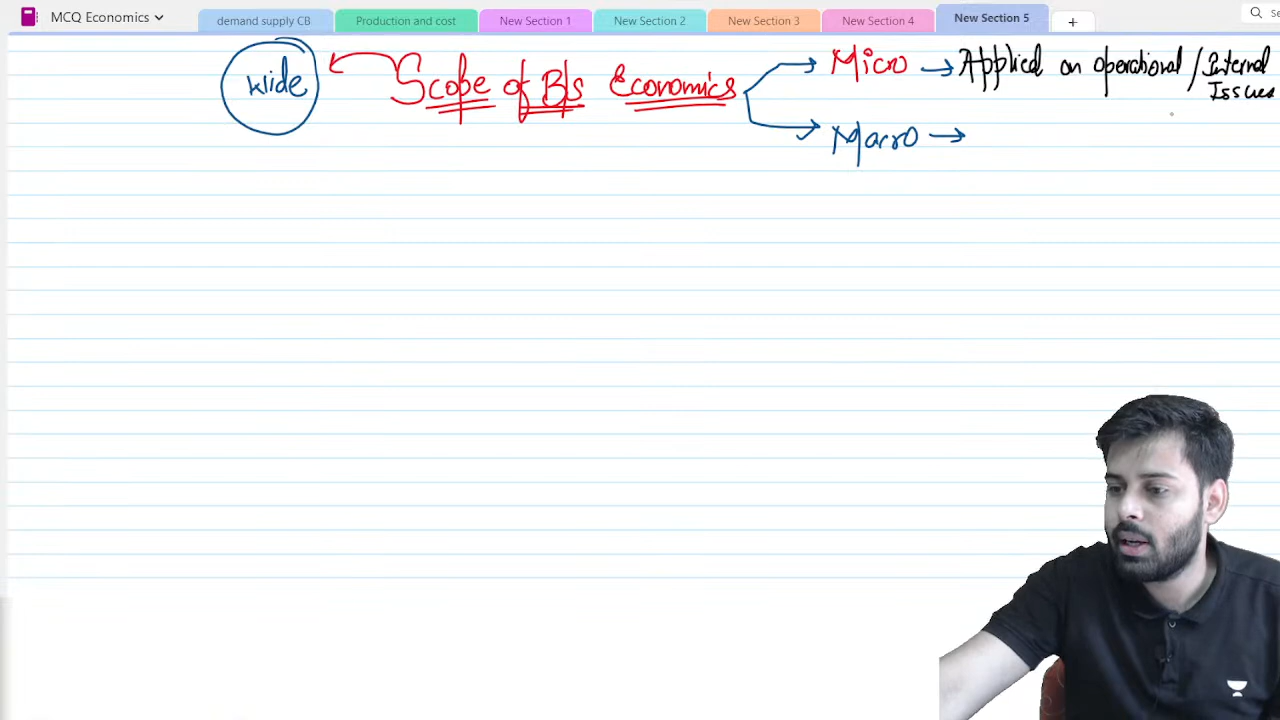 MCQ Economics
demand supply CB
Production and cost
New Section 1
New Section 2
New Section 3
New Section 4
New Section 5
+
Se
Wide
Scope of B/s Economics
Micro → Applied on operational / Internal
Issues
Macro →